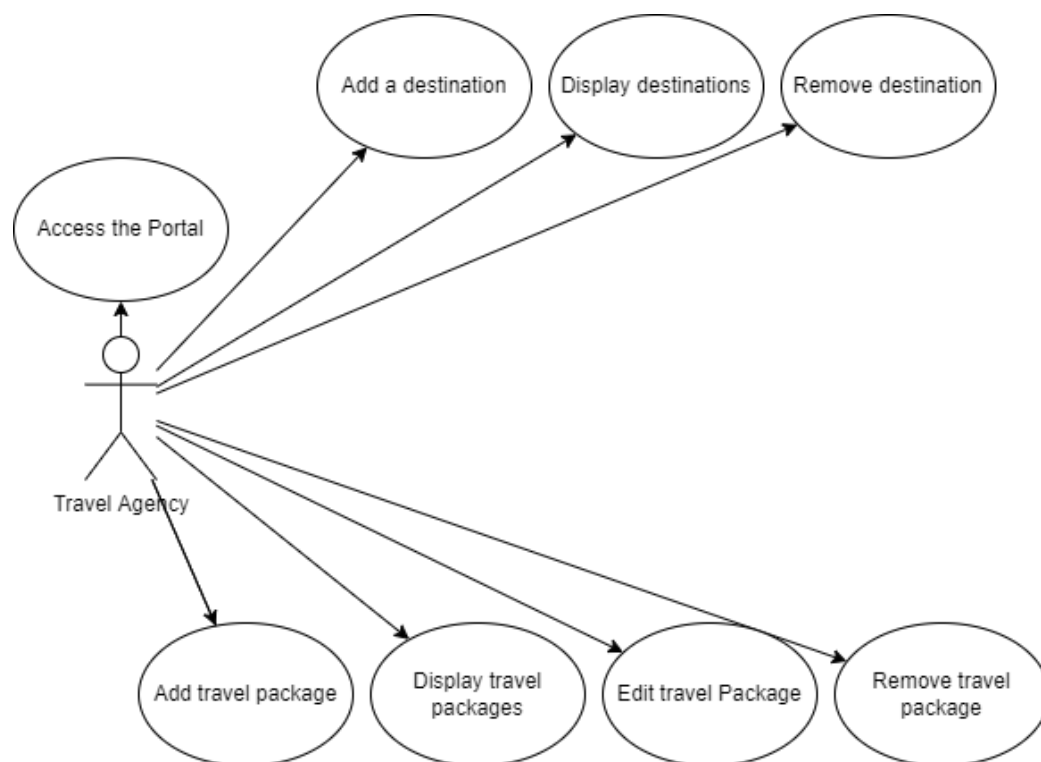 Add a destination
Display destinations
Remove destination
Access the Portal
Travel Agency
Add travel package
Display travel
packages
Edit travel Package
Remove travel
package